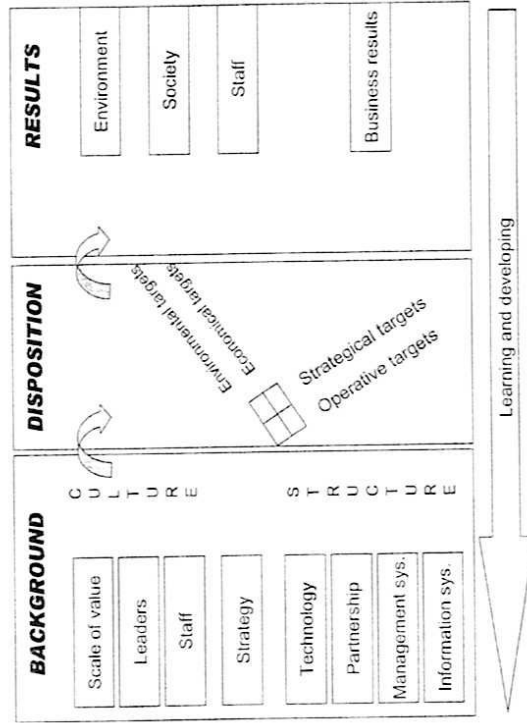 BACKGROUND
Scale of value
Leaders
Staff
Strategy
Technology
Partnership
Management sys.
Information sys.
CULTURE
STRUCTURE
DISPOSITION
Environmental targets
Economical targets
Strategical targets
Operative targets
RESULTS
Environment
Society
Staff
Business results
Learning and developing